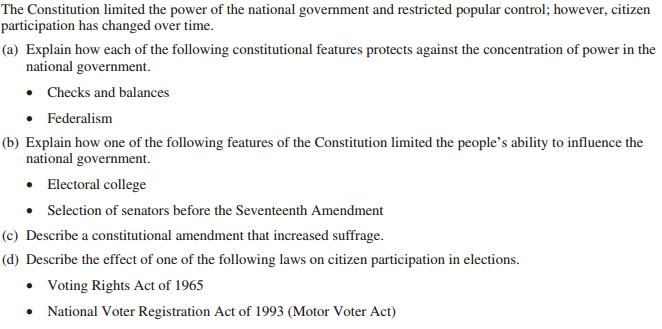 The Constitution limited the power of the national government and restricted popular control; however, citizen
participation has changed over time.
(a) Explain how each of the following constitutional features protects against the concentration of power in the
national government.
• Checks and balances
• Federalism
(b) Explain how one of the following features of the Constitution limited the people's ability to influence the
national government.
• Electoral college
• Selection of senators before the Seventeenth Amendment
(c) Describe a constitutional amendment that increased suffrage.
(d) Describe the effect of one of the following laws on citizen participation in elections.
• Voting Rights Act of 1965
• National Voter Registration Act of 1993 (Motor Voter Act)